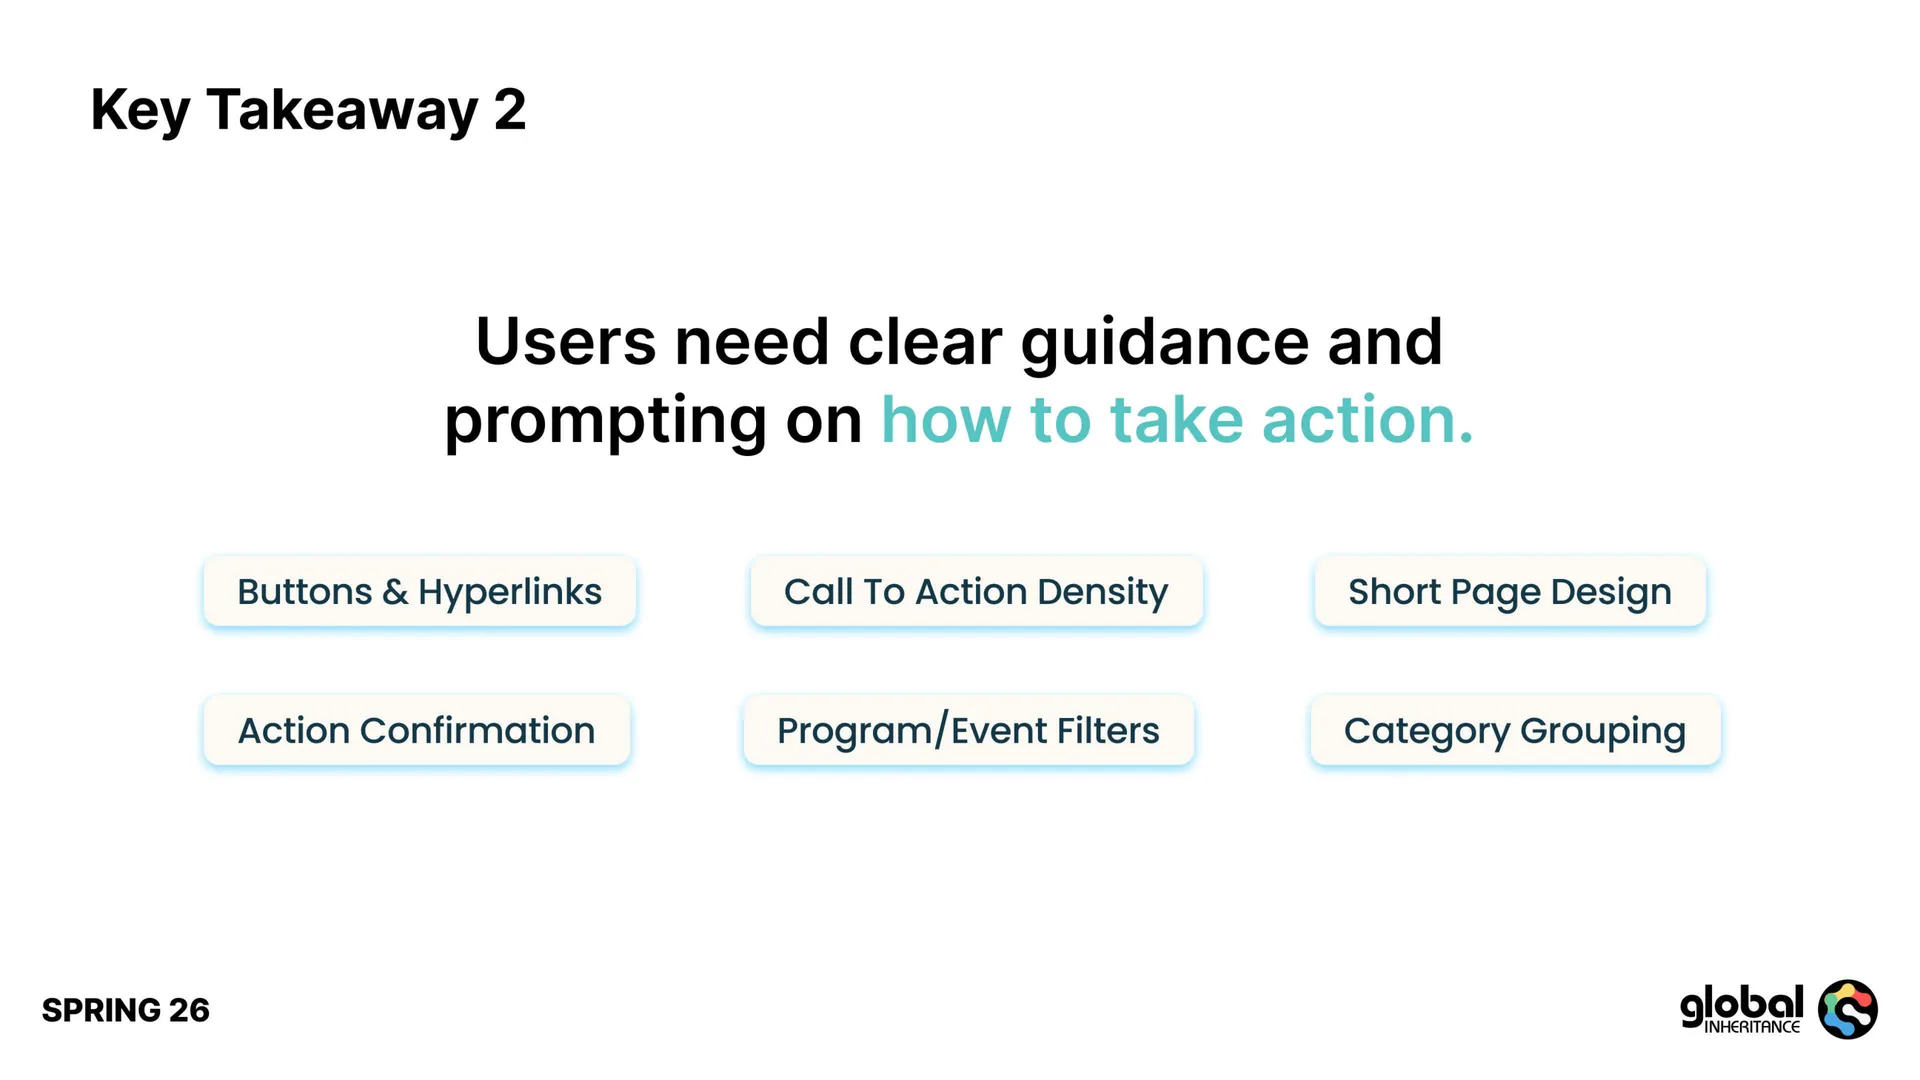 Key Takeaway 2
Users need clear guidance and
prompting on how to take action.
Buttons & Hyperlinks
Call To Action Density
Short Page Design
Action Confirmation
Program/Event Filters
Category Grouping
SPRING 26
global
INHERITANCE